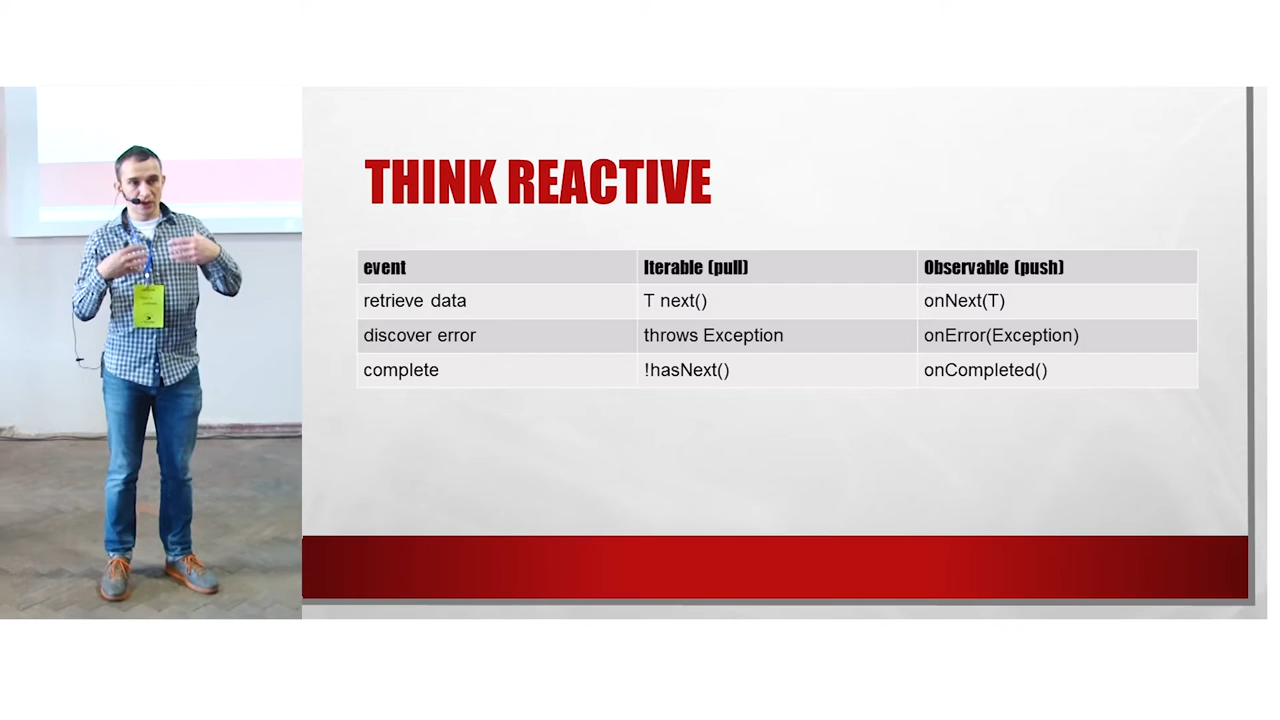 THINK REACTIVE
event Iterable (pull) Observable (push)
retrieve data T next() onNext(T)
discover error throws Exception onError(Exception)
complete !hasNext() onCompleted()